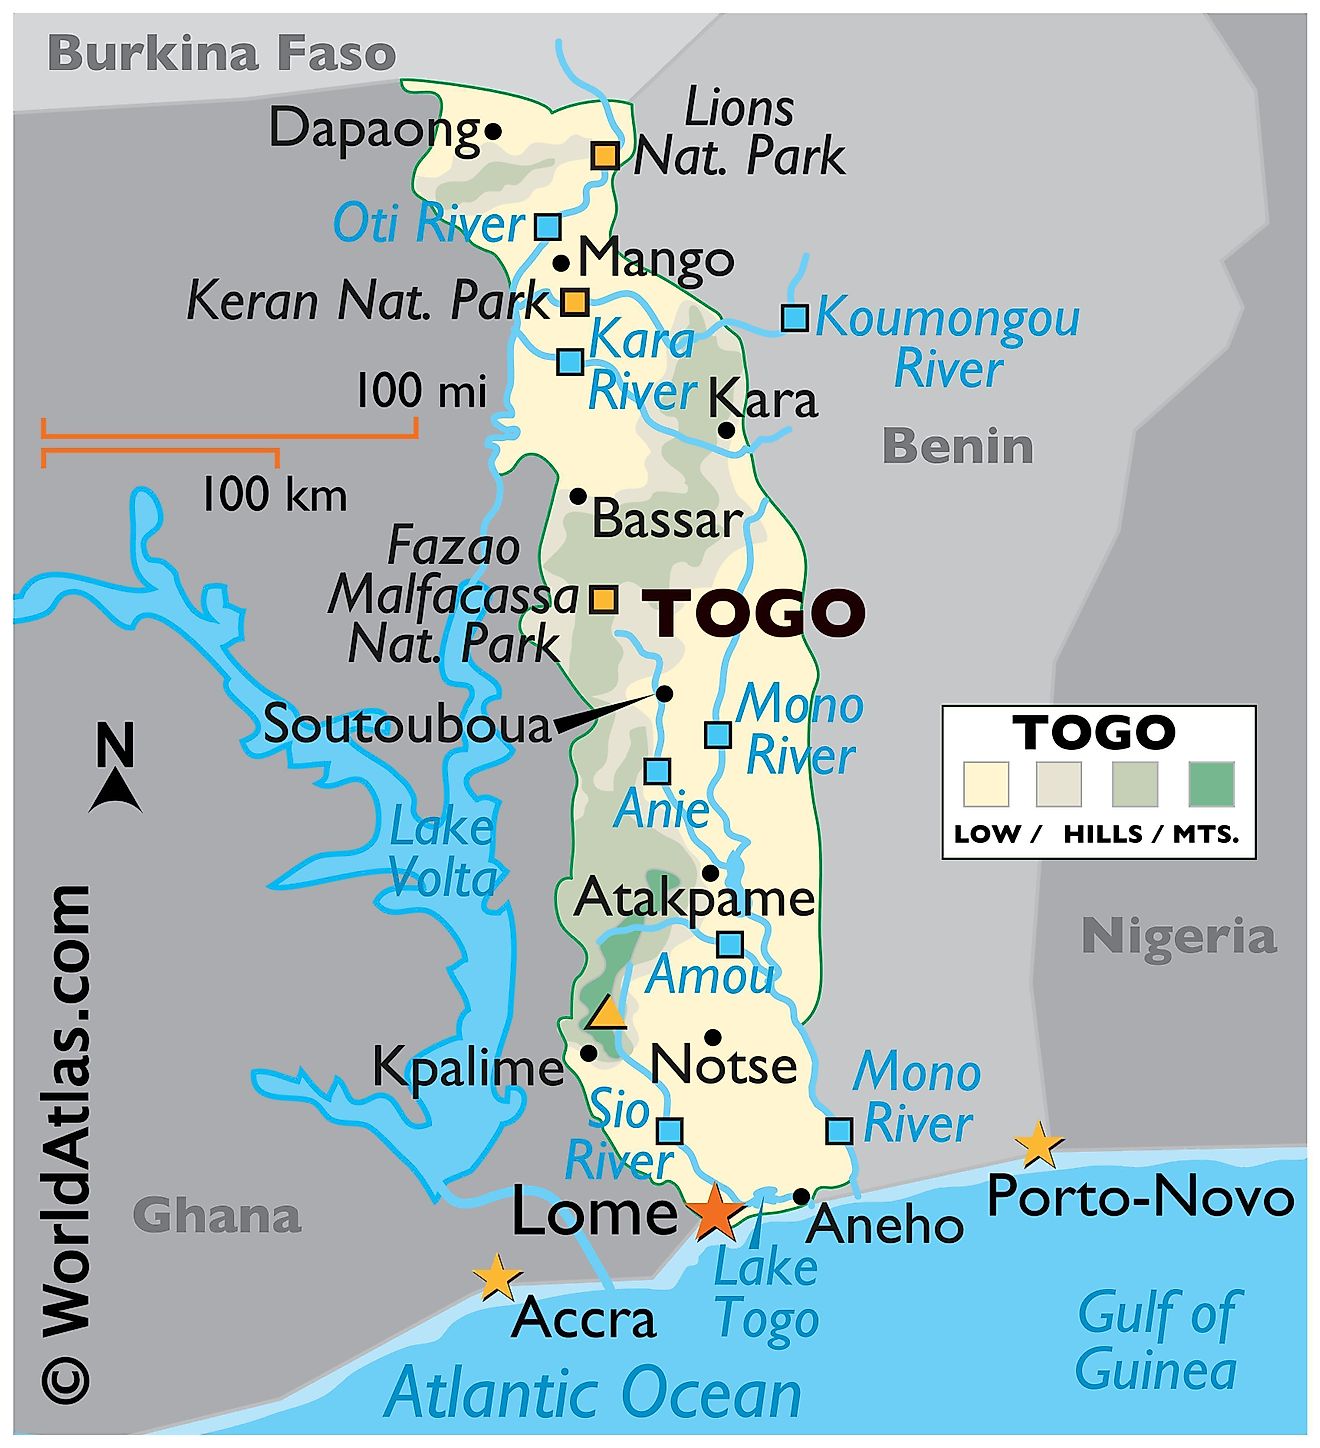 Burkina Faso
Dapaong
Lions
Nat. Park
Oti River
Mango
Keran Nat. Park
Kara
River
Koumongou
River
100 mi
Kara
Benin
100 km
Bassar
Fazao
Malfacassa
Nat. Park
TOGO
Soutouboua
Mono
River
N
Anie
TOGO
LOW / HILLS / MTS.
Lake
Volta
Atakpame
Nigeria
Amou
Kpalime
Notse
Mono
River
Sio
River
Ghana
Lome
Aneho
Porto-Novo
Lake
Togo
Accra
Gulf of
Guinea
Atlantic Ocean
© WorldAtlas.com